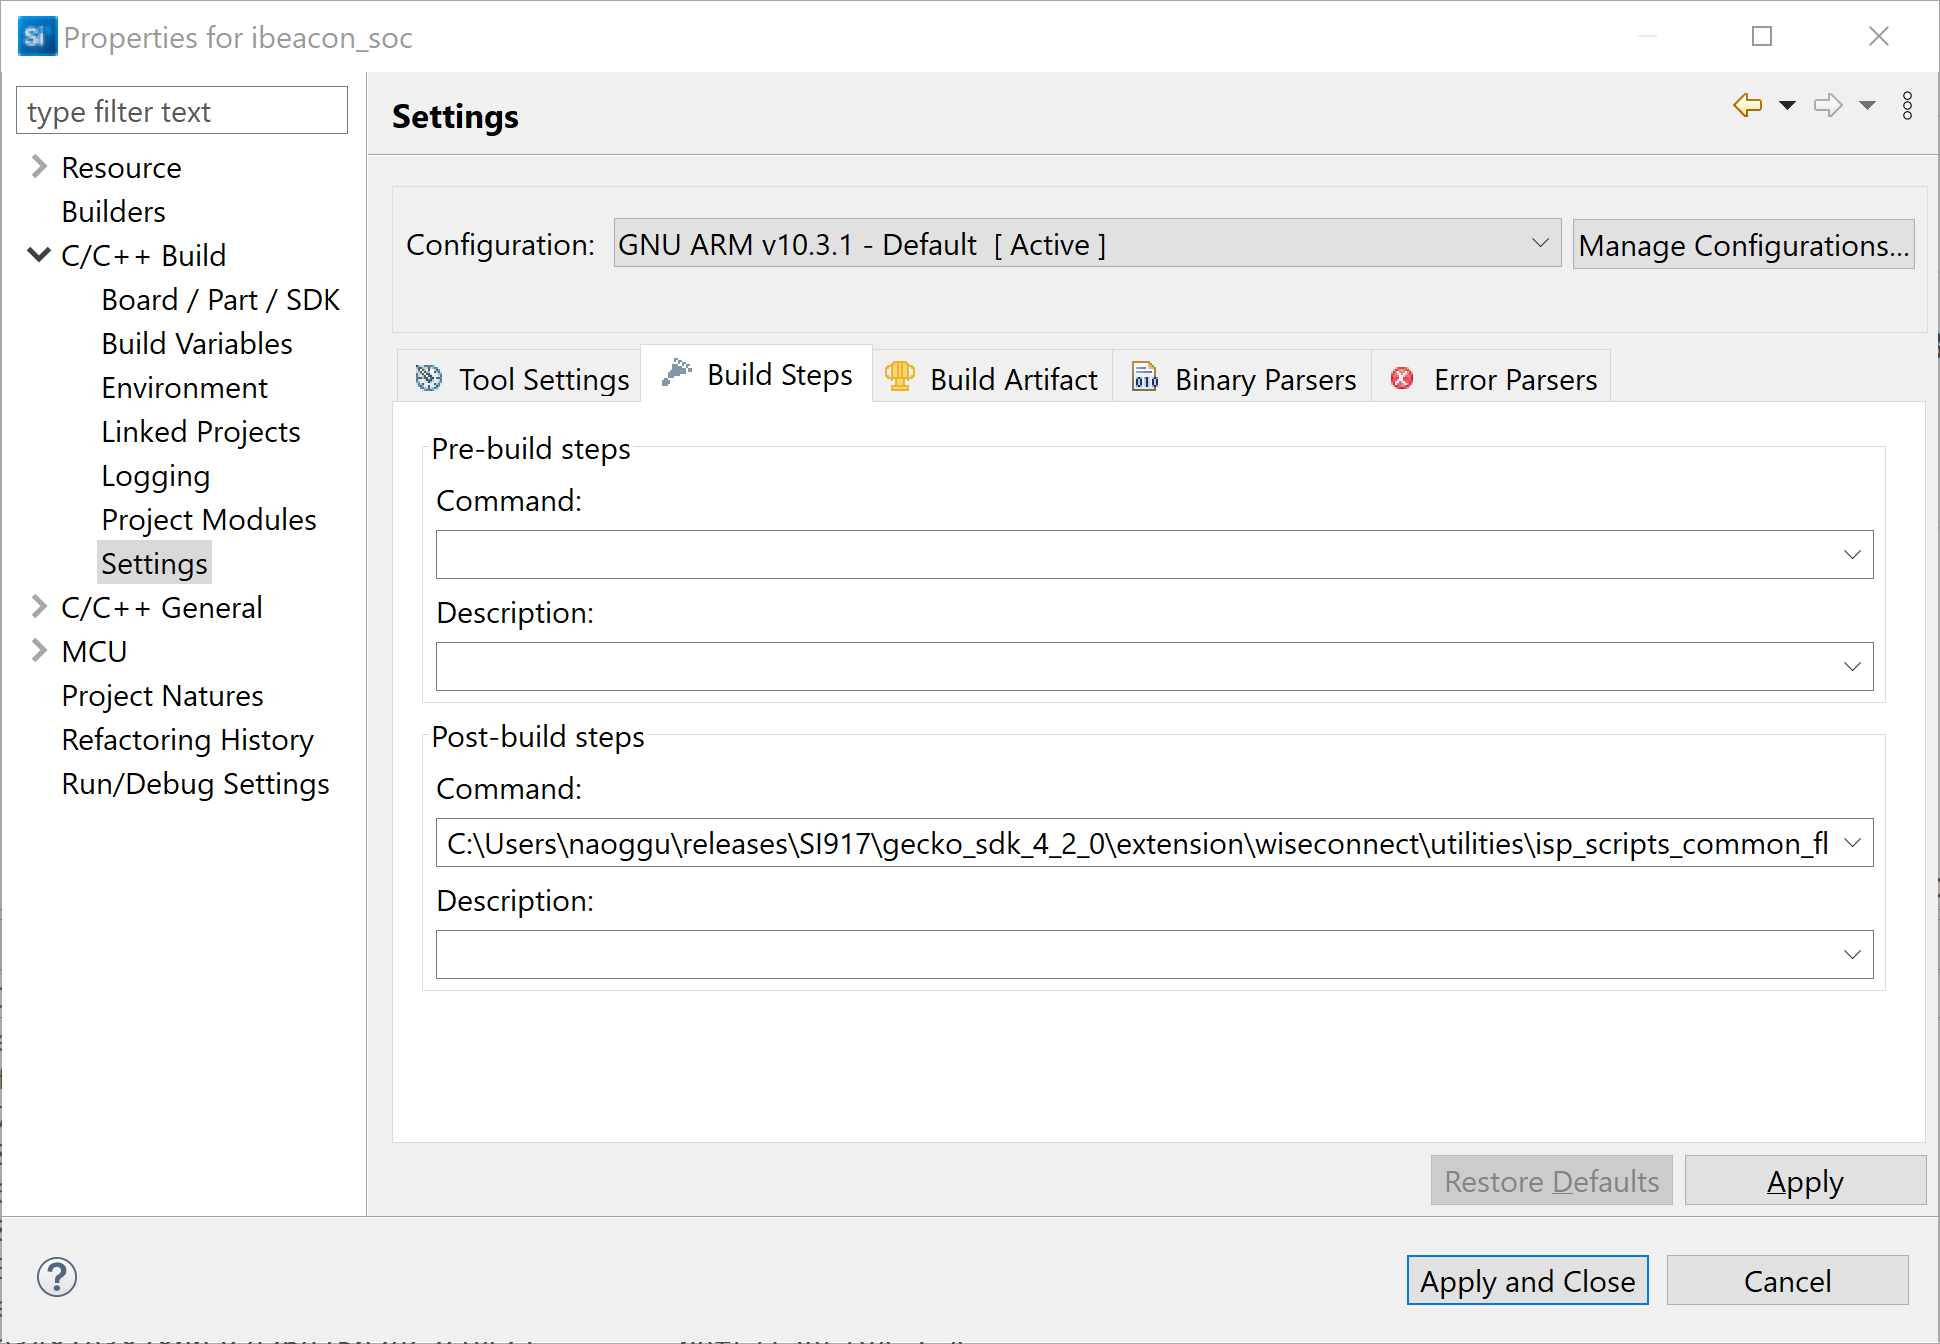 Si
Properties for ibeacon_soc
type filter text
Resource
Builders
C/C++ Build
Board / Part / SDK
Build Variables
Environment
Linked Projects
Logging
Project Modules
Settings
C/C++ General
MCU
Project Natures
Refactoring History
Run/Debug Settings
Settings
Configuration: GNU ARM v10.3.1 - Default [ Active ] Manage Configurations...
Tool Settings Build Steps Build Artifact 010 Binary Parsers Error Parsers
Pre-build steps
Command:
Description:
Post-build steps
Command:
C:\Users\naoggu\releases\SI917\gecko_sdk_4_2_0\extension\wiseconnect\utilities\isp_scripts_common_fl
Description:
Restore Defaults Apply
? Apply and Close Cancel